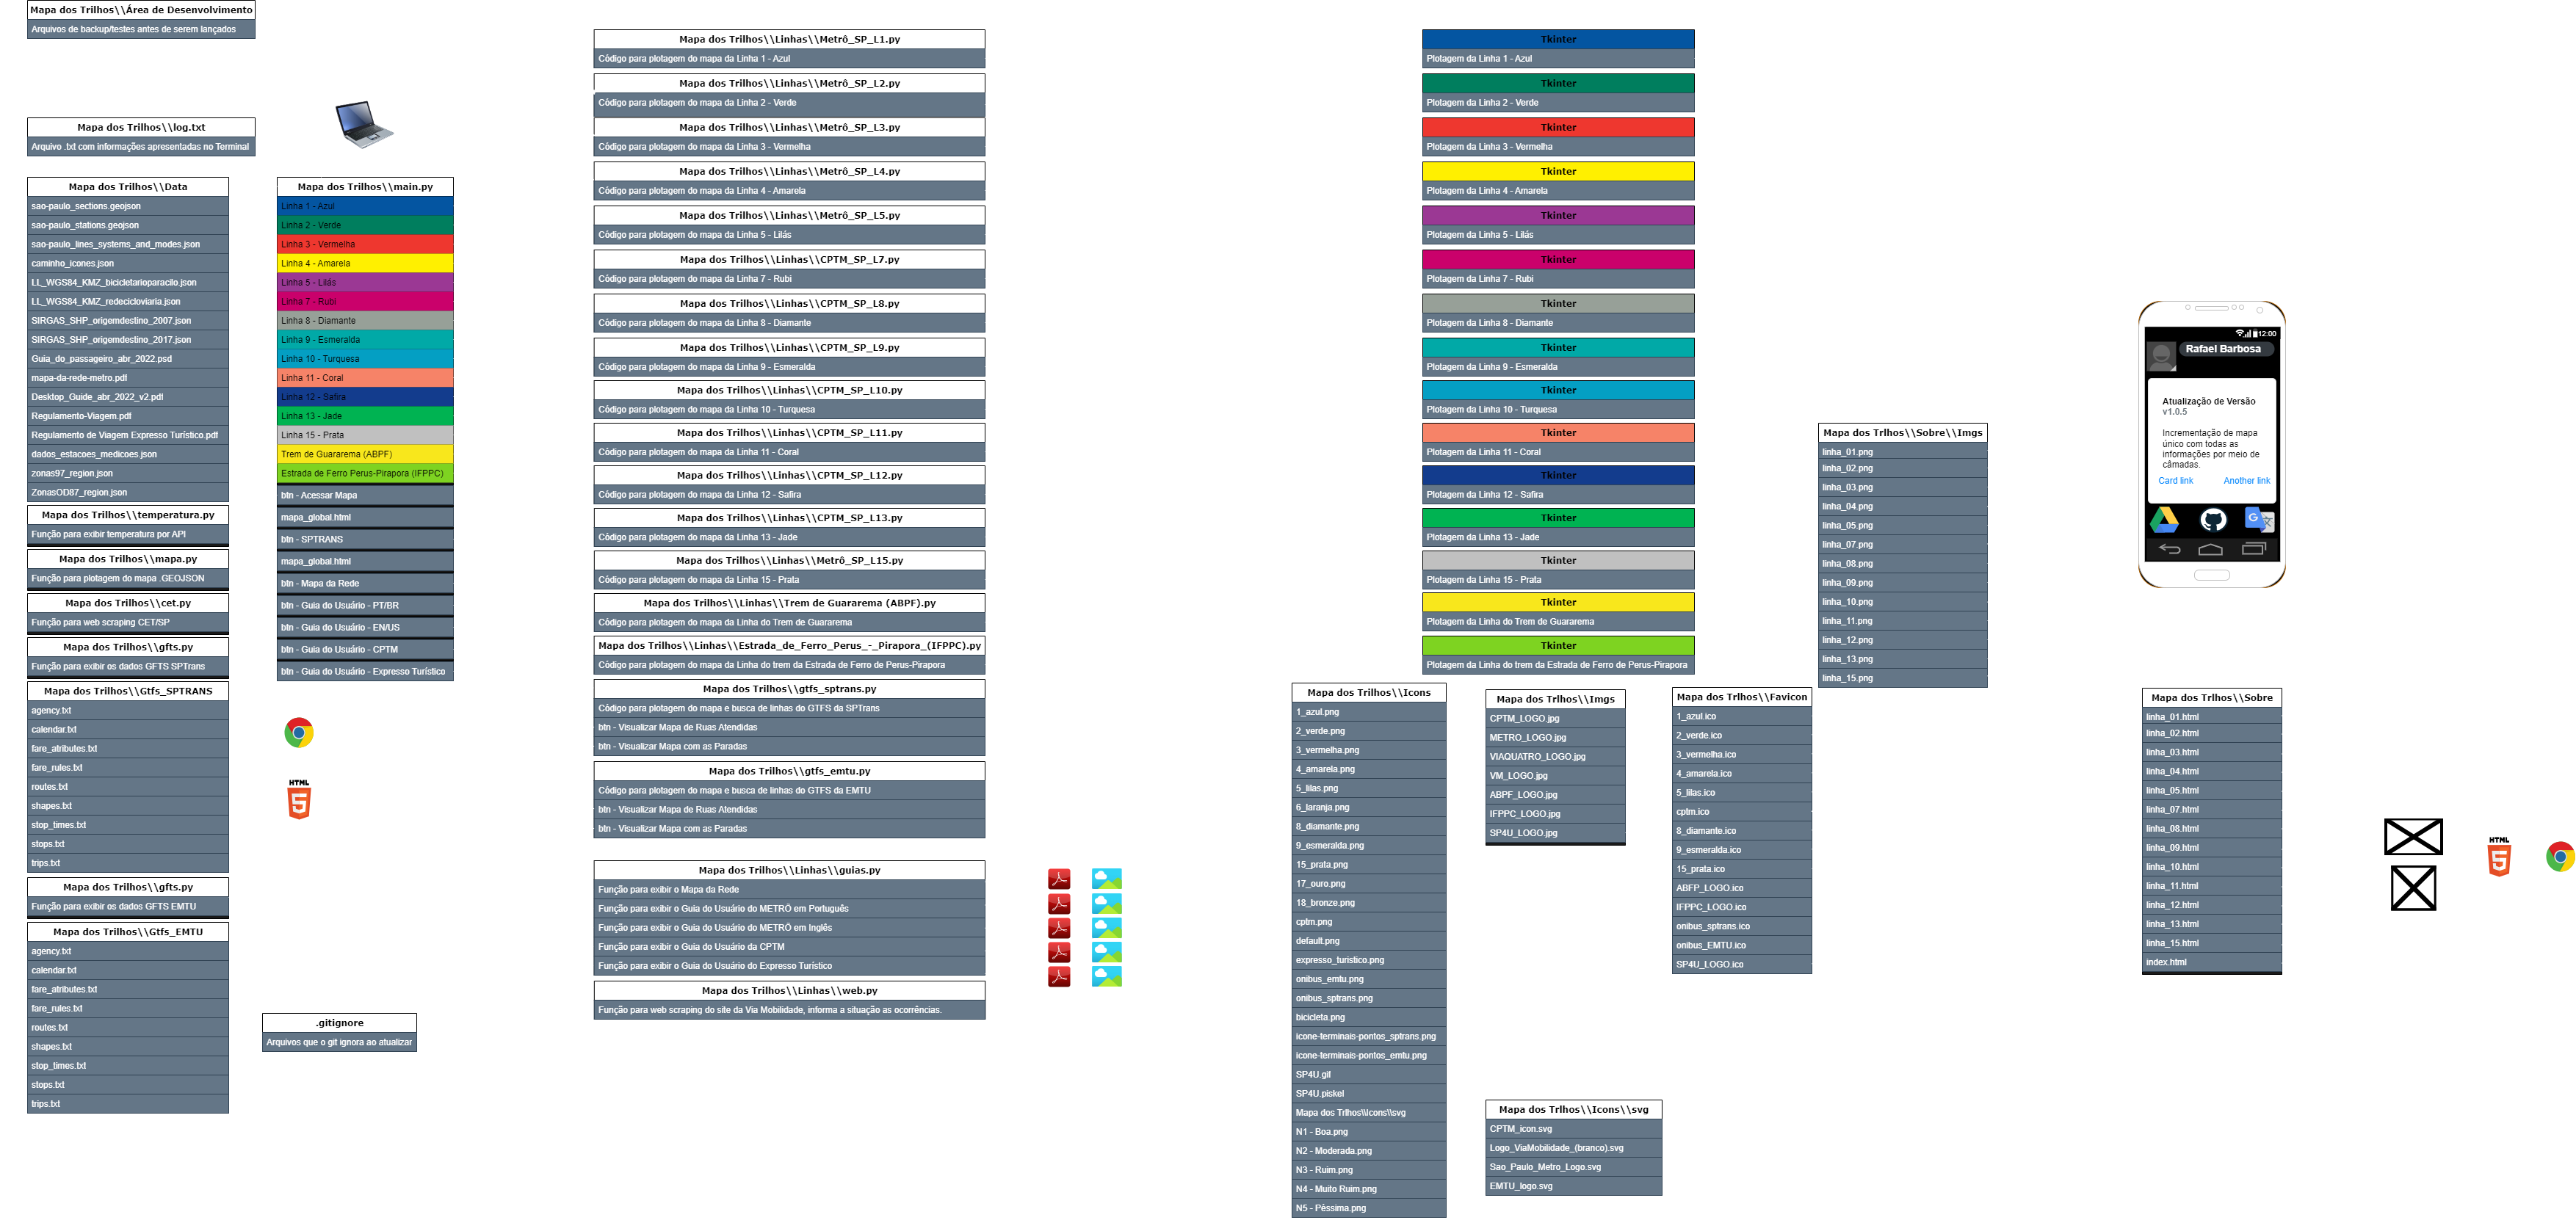 Mapa dos Trilhos\\Área de Desenvolvimento
Arquivos de backup/testes antes de serem lançados
Mapa dos Trilhos\\log.txt
Arquivo .txt com informações apresentadas no Terminal
Mapa dos Trilhos\\Data
sao-paulo_sections.geojson
sao-paulo_stations.geojson
sao-paulo_lines_systems_and_modes.json
caminho_icones.json
LL_WGS84_KMZ_bicicletarioparacilo.json
LL_WGS84_KMZ_redecicloviaria.json
SIRGAS_SHP_origemdestino_2007.json
SIRGAS_SHP_origemdestino_2017.json
Guia_do_passageiro_abr_2022.psd
mapa-da-rede-metro.pdf
Desktop_Guide_abr_2022_v2.pdf
Regulamento-Viagem.pdf
Regulamento de Viagem Expresso Turístico.pdf
dados_estacoes_medicoes.json
zonas97_region.json
ZonasOD87_region.json
Mapa dos Trilhos\\temperatura.py
Função para exibir temperatura por API
Mapa dos Trilhos\\mapa.py
Função para plotagem do mapa .GEOJSON
Mapa dos Trilhos\\cet.py
Função para web scraping CET/SP
Mapa dos Trilhos\\gfts.py
Função para exibir os dados GFTS SPTrans
Mapa dos Trilhos\\Gtfs_SPTRANS
agency.txt
calendar.txt
fare_atributes.txt
fare_rules.txt
routes.txt
shapes.txt
stop_times.txt
stops.txt
trips.txt
Mapa dos Trilhos\\gfts.py
Função para exibir os dados GFTS EMTU
Mapa dos Trilhos\\Gtfs_EMTU
agency.txt
calendar.txt
fare_atributes.txt
fare_rules.txt
routes.txt
shapes.txt
stop_times.txt
stops.txt
trips.txt
Mapa dos Trilhos\\main.py
Linha 1 - Azul
Linha 2 - Verde
Linha 3 - Vermelha
Linha 4 - Amarela
Linha 5 - Lilás
Linha 7 - Rubi
Linha 8 - Diamante
Linha 9 - Esmeralda
Linha 10 - Turquesa
Linha 11 - Coral
Linha 12 - Safira
Linha 13 - Jade
Linha 15 - Prata
Trem de Guararema (ABPF)
Estrada de Ferro Perus-Pirapora (IFPPC)
btn - Acessar Mapa
mapa_global.html
btn - SPTRANS
mapa_global.html
btn - Mapa da Rede
btn - Guia do Usuário - PT/BR
btn - Guia do Usuário - EN/US
btn - Guia do Usuário - CPTM
btn - Guia do Usuário - Expresso Turístico
HTML
5
.gitignore
Arquivos que o git ignora ao atualizar
Mapa dos Trilhos\\Linhas\\Metrô_SP_L1.py
Código para plotagem do mapa da Linha 1 - Azul
Mapa dos Trilhos\\Linhas\\Metrô_SP_L2.py
Código para plotagem do mapa da Linha 2 - Verde
Mapa dos Trilhos\\Linhas\\Metrô_SP_L3.py
Código para plotagem do mapa da Linha 3 - Vermelha
Mapa dos Trilhos\\Linhas\\Metrô_SP_L4.py
Código para plotagem do mapa da Linha 4 - Amarela
Mapa dos Trilhos\\Linhas\\Metrô_SP_L5.py
Código para plotagem do mapa da Linha 5 - Lilás
Mapa dos Trilhos\\Linhas\\CPTM_SP_L7.py
Código para plotagem do mapa da Linha 7 - Rubi
Mapa dos Trilhos\\Linhas\\CPTM_SP_L8.py
Código para plotagem do mapa da Linha 8 - Diamante
Mapa dos Trilhos\\Linhas\\CPTM_SP_L9.py
Código para plotagem do mapa da Linha 9 - Esmeralda
Mapa dos Trilhos\\Linhas\\CPTM_SP_L10.py
Código para plotagem do mapa da Linha 10 - Turquesa
Mapa dos Trilhos\\Linhas\\CPTM_SP_L11.py
Código para plotagem do mapa da Linha 11 - Coral
Mapa dos Trilhos\\Linhas\\CPTM_SP_L12.py
Código para plotagem do mapa da Linha 12 - Safira
Mapa dos Trilhos\\Linhas\\CPTM_SP_L13.py
Código para plotagem do mapa da Linha 13 - Jade
Mapa dos Trilhos\\Linhas\\Metrô_SP_L15.py
Código para plotagem do mapa da Linha 15 - Prata
Mapa dos Trilhos\\Linhas\\Trem de Guararema (ABPF).py
Código para plotagem do mapa da Linha do Trem de Guararema
Mapa dos Trilhos\\Linhas\\Estrada_de_Ferro_Perus_-_Pirapora_(IFPPC).py
Código para plotagem do mapa da Linha do trem da Estrada de Ferro de Perus-Pirapora
Mapa dos Trilhos\\gtfs_sptrans.py
Código para plotagem do mapa e busca de linhas do GTFS da SPTrans
btn - Visualizar Mapa de Ruas Atendidas
btn - Visualizar Mapa com as Paradas
Mapa dos Trilhos\\gtfs_emtu.py
Código para plotagem do mapa e busca de linhas do GTFS da EMTU
btn - Visualizar Mapa de Ruas Atendidas
btn - Visualizar Mapa com as Paradas
Mapa dos Trilhos\\Linhas\\guias.py
Função para exibir o Mapa da Rede
Função para exibir o Guia do Usuário do METRÔ em Português
Função para exibir o Guia do Usuário do METRÔ em Inglês
Função para exibir o Guia do Usuário da CPTM
Função para exibir o Guia do Usuário do Expresso Turístico
Mapa dos Trilhos\\Linhas\\web.py
Função para web scraping do site da Via Mobilidade, informa a situação as ocorrências.
Tkinter
Plotagem da Linha 1 - Azul
Tkinter
Plotagem da Linha 2 - Verde
Tkinter
Plotagem da Linha 3 - Vermelha
Tkinter
Plotagem da Linha 4 - Amarela
Tkinter
Plotagem da Linha 5 - Lilás
Tkinter
Plotagem da Linha 7 - Rubi
Tkinter
Plotagem da Linha 8 - Diamante
Tkinter
Plotagem da Linha 9 - Esmeralda
Tkinter
Plotagem da Linha 10 - Turquesa
Tkinter
Plotagem da Linha 11 - Coral
Tkinter
Plotagem da Linha 12 - Safira
Tkinter
Plotagem da Linha 13 - Jade
Tkinter
Plotagem da Linha 15 - Prata
Tkinter
Plotagem da Linha do Trem de Guararema
Tkinter
Plotagem da Linha do trem da Estrada de Ferro de Perus-Pirapora
Mapa dos Trilhos\\Icons
1_azul.png
2_verde.png
3_vermelha.png
4_amarela.png
5_lilas.png
6_laranja.png
8_diamante.png
9_esmeralda.png
15_prata.png
17_ouro.png
18_bronze.png
cptm.png
default.png
expresso_turistico.png
onibus_emtu.png
onibus_sptrans.png
bicicleta.png
icone-terminais-pontos_sptrans.png
icone-terminais-pontos_emtu.png
SP4U.gif
SP4U.piskel
Mapa dos Trlhos\\Icons\\svg
N1 - Boa.png
N2 - Moderada.png
N3 - Ruim.png
N4 - Muito Ruim.png
N5 - Péssima.png
Mapa dos Trlhos\\Imgs
CPTM_LOGO.jpg
METRO_LOGO.jpg
VIAQUATRO_LOGO.jpg
VM_LOGO.jpg
ABPF_LOGO.jpg
IFPPC_LOGO.jpg
SP4U_LOGO.jpg
Mapa dos Trlhos\\Icons\\svg
CPTM_icon.svg
Logo_ViaMobilidade_(branco).svg
Sao_Paulo_Metro_Logo.svg
EMTU_logo.svg
Mapa dos Trlhos\\Favicon
1_azul.ico
2_verde.ico
3_vermelha.ico
4_amarela.ico
5_lilas.ico
cptm.ico
8_diamante.ico
9_esmeralda.ico
15_prata.ico
ABFP_LOGO.ico
IFPPC_LOGO.ico
onibus_sptrans.ico
onibus_EMTU.ico
SP4U_LOGO.ico
Mapa dos Trlhos\\Sobre\\Imgs
linha_01.png
linha_02.png
linha_03.png
linha_04.png
linha_05.png
linha_07.png
linha_08.png
linha_09.png
linha_10.png
linha_11.png
linha_12.png
linha_13.png
linha_15.png
12:00
Rafael Barbosa
Atualização de Versão
v1.0.5
Incrementação de mapa
único com todas as
informações por meio de
câmadas.
Card link Another link
G 文
Mapa dos Trlhos\\Sobre
linha_01.html
linha_02.html
linha_03.html
linha_04.html
linha_05.html
linha_07.html
linha_08.html
linha_09.html
linha_10.html
linha_11.html
linha_12.html
linha_13.html
linha_15.html
index.html
HTML
5